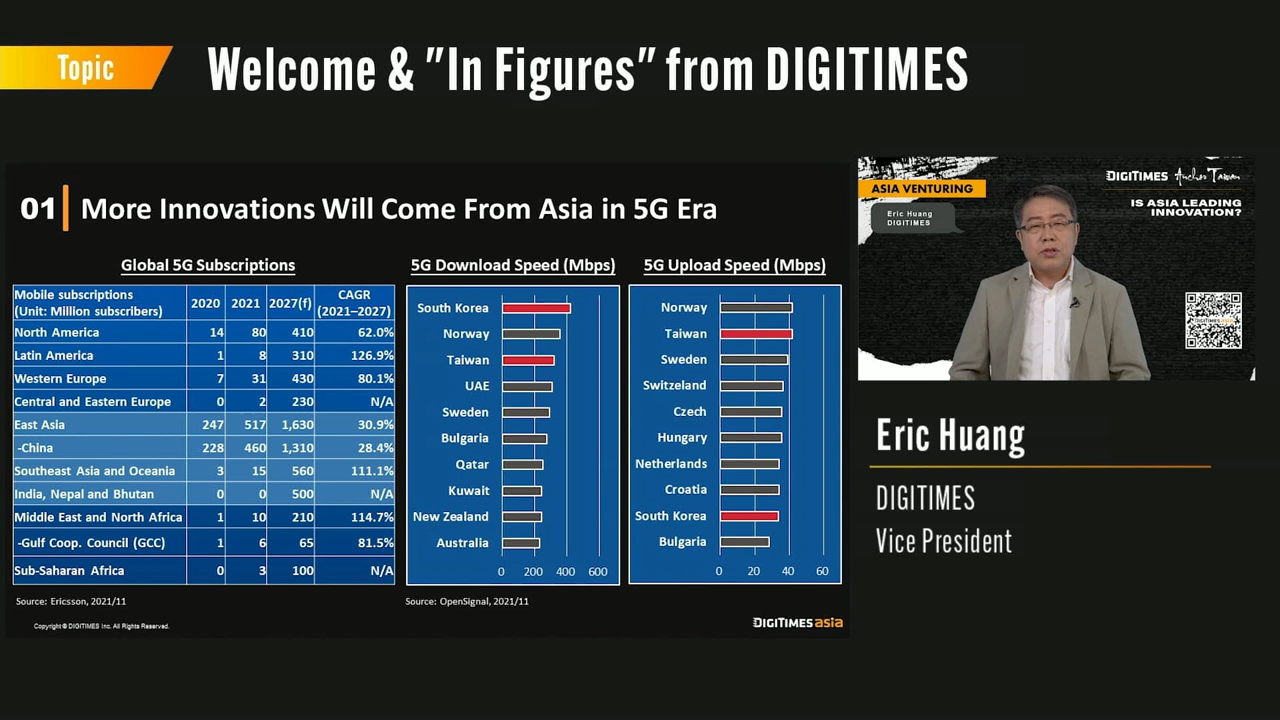 Topic
Welcome & "In Figures" from DIGITIMES
01 More Innovations Will Come From Asia in 5G Era
Global 5G Subscriptions
Mobile subscriptions (Unit: Million subscribers) 2020 2021 2027(f) CAGR (2021–2027)
North America 14 80 410 62.0%
Latin America 1 8 310 126.9%
Western Europe 7 31 430 80.1%
Central and Eastern Europe 0 2 230 N/A
East Asia 247 517 1,630 30.9%
-China 228 460 1,310 28.4%
Southeast Asia and Oceania 3 15 560 111.1%
India, Nepal and Bhutan 0 0 500 N/A
Middle East and North Africa 1 10 210 114.7%
-Gulf Coop. Council (GCC) 1 6 65 81.5%
Sub-Saharan Africa 0 3 100 N/A
Source: Ericsson, 2021/11
5G Download Speed (Mbps)
South Korea
Norway
Taiwan
UAE
Sweden
Bulgaria
Qatar
Kuwait
New Zealand
Australia
0 200 400 600
Source: OpenSignal, 2021/11
5G Upload Speed (Mbps)
Norway
Taiwan
Sweden
Switzeland
Czech
Hungary
Netherlands
Croatia
South Korea
Bulgaria
0 20 40 60
Copyright © DIGITIMES Inc. All Rights Reserved.
DIGITIMES asia
ASIA VENTURING
Eric Huang
DIGITIMES
DIGITIMES Anchor Taiwan
IS ASIA LEADING
INNOVATION?
Eric Huang
DIGITIMES
Vice President